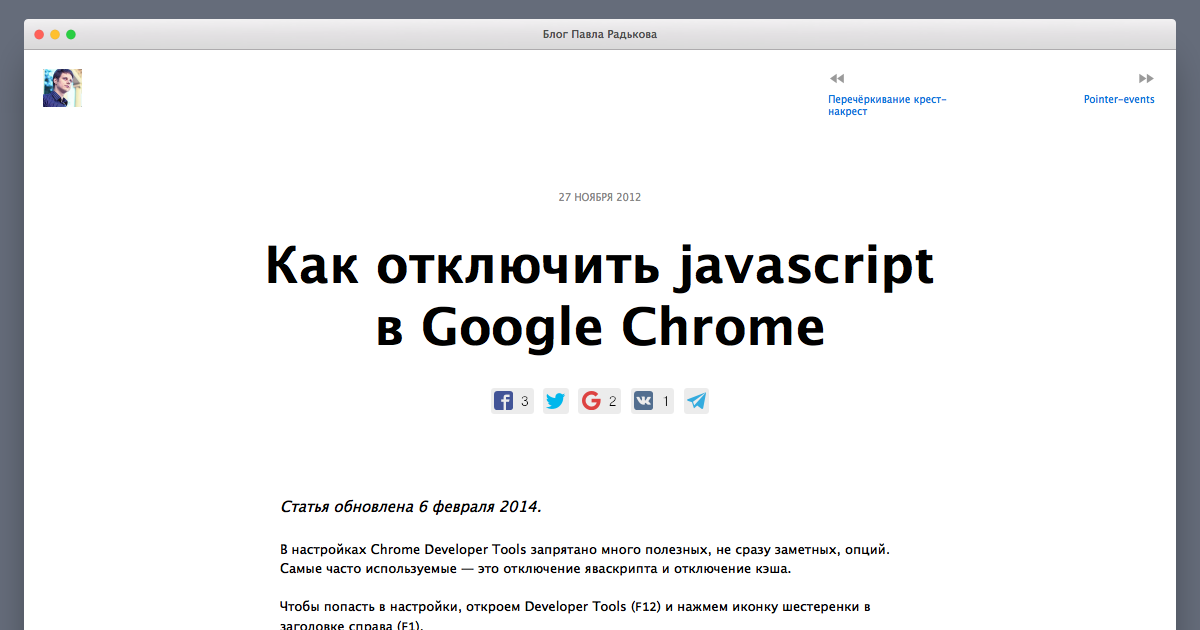 Блог Павла Радькова
Перечёркивание крест-
накрест
Pointer-events
27 НОЯБРЯ 2012
Как отключить javascript
в Google Chrome
3 2 1
Статья обновлена 6 февраля 2014.
В настройках Chrome Developer Tools запрятано много полезных, не сразу заметных, опций.
Самые часто используемые — это отключение яваскрипта и отключение кэша.
Чтобы попасть в настройки, откроем Developer Tools (F12) и нажмем иконку шестеренки в
заголовке справа (F1).